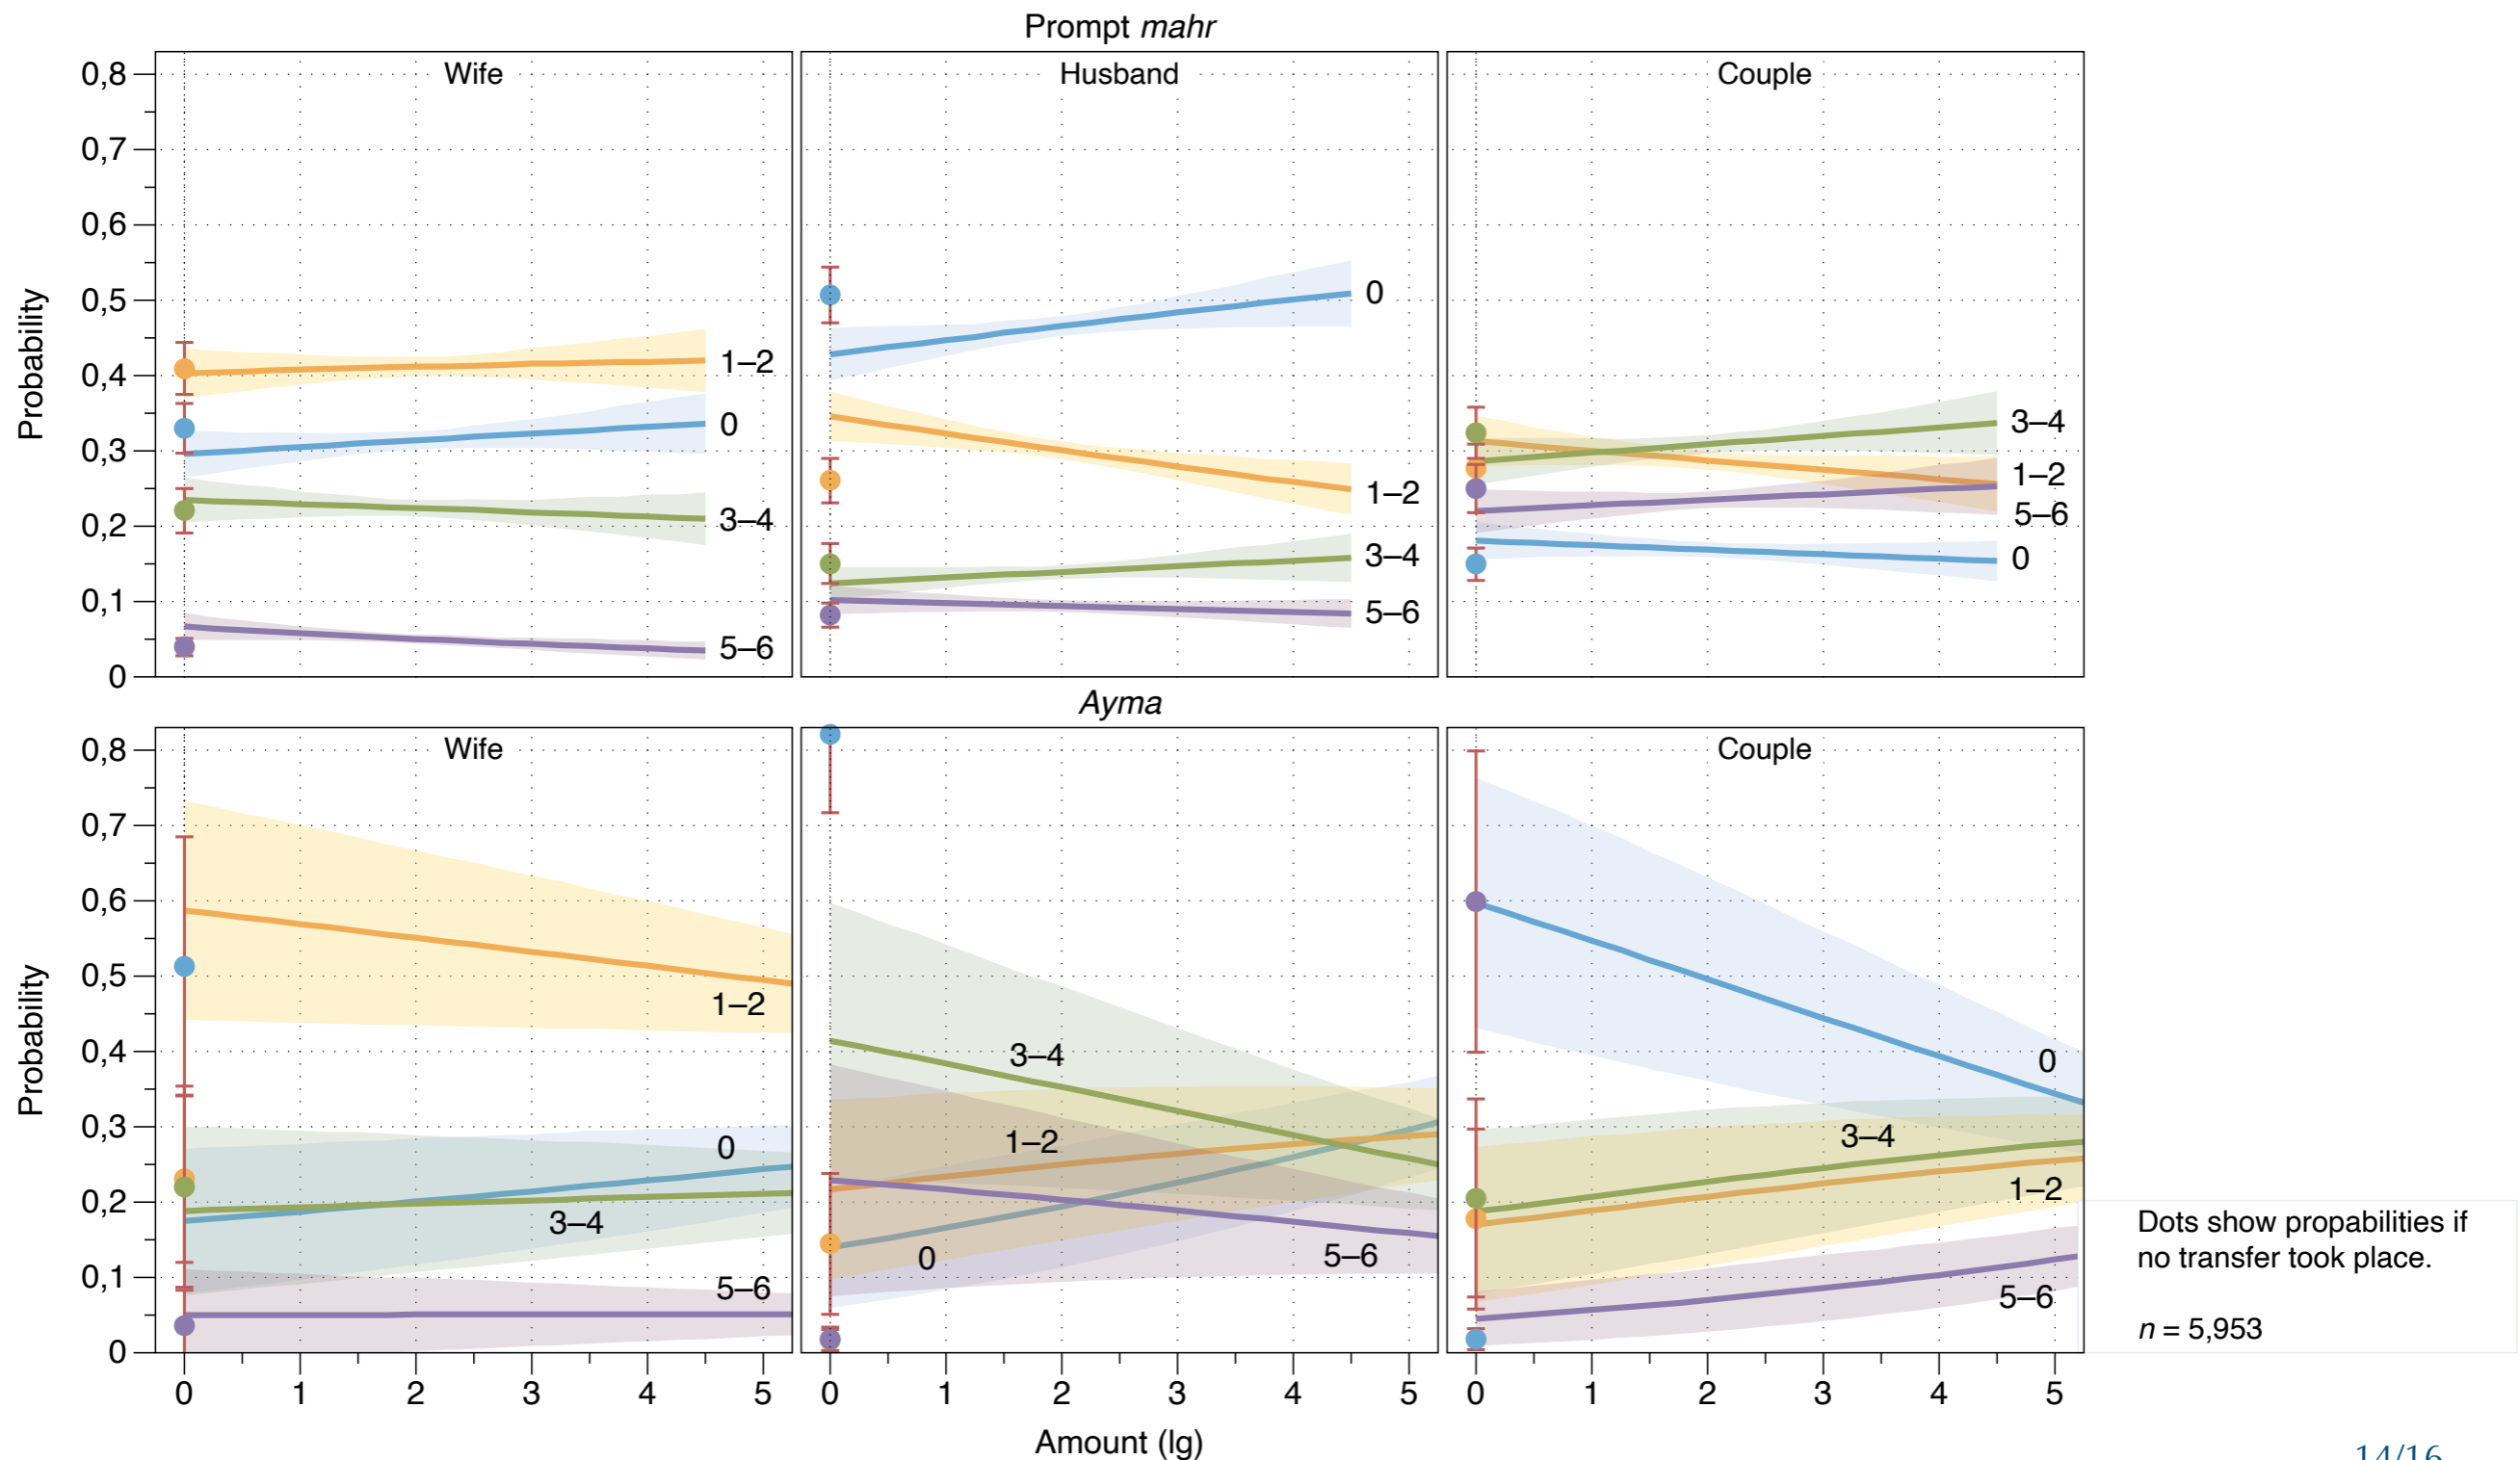 Prompt mahr
Wife
Husband
Couple
Probability
0,8
0,7
0,6
0,5
0,4
0,3
0,2
0,1
0
1–2
0
3–4
5–6
0
1–2
3–4
5–6
3–4
1–2
5–6
0
Ayma
Wife
Couple
Probability
0,8
0,7
0,6
0,5
0,4
0,3
0,2
0,1
0
1–2
0
3–4
5–6
3–4
1–2
0
5–6
0
3–4
1–2
5–6
0 1 2 3 4 5
0 1 2 3 4 5
0 1 2 3 4 5
Amount (lg)
Dots show propabilities if
no transfer took place.
n = 5,953
14/16